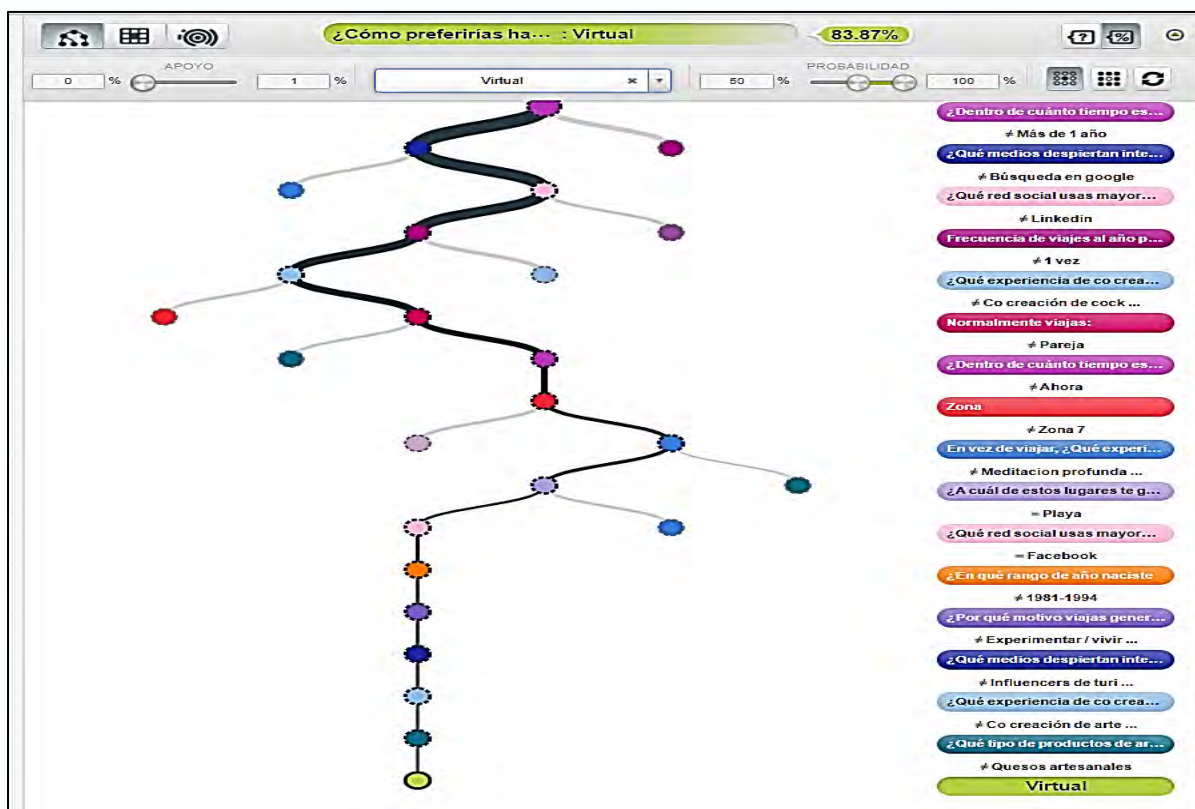 ¿Cómo preferirías ha... : Virtual
83.87%
0 %
APOYO
1 %
Virtual
50 %
PROBABILIDAD
100 %
¿Dentro de cuánto tiempo es...
≠ Más de 1 año
¿Qué medios despiertan inte...
≠ Búsqueda en google
¿Qué red social usas mayor...
≠ Linkedin
Frecuencia de viajes al año p...
≠ 1 vez
¿Qué experiencia de co crea...
≠ Co creación de cock ...
Normalmente viajas:
≠ Pareja
¿Dentro de cuánto tiempo es...
≠ Ahora
Zona
≠ Zona 7
En vez de viajar, ¿Qué experi...
≠ Meditacion profunda ...
¿A cuál de estos lugares te g...
= Playa
¿Qué red social usas mayor...
= Facebook
¿En qué rango de año naciste
≠ 1981-1994
¿Por qué motivo viajas gener...
≠ Experimentar / vivir ...
¿Qué medios despiertan inte...
≠ Influencers de turi ...
¿Qué experiencia de co crea...
≠ Co creación de arte ...
¿Qué tipo de productos de ar...
≠ Quesos artesanales
Virtual